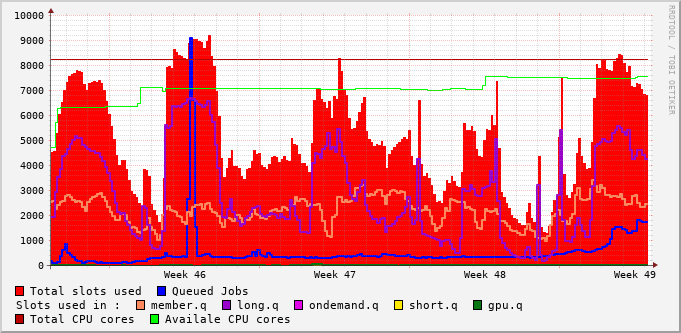 RRDTOOL / TOBI OETIKER
10000
9000
8000
7000
6000
5000
4000
3000
2000
1000
0
Week 46 Week 47 Week 48 Week 49
Total slots used Queued Jobs
Slots used in : member.q long.q ondemand.q short.q gpu.q
Total CPU cores Availale CPU cores